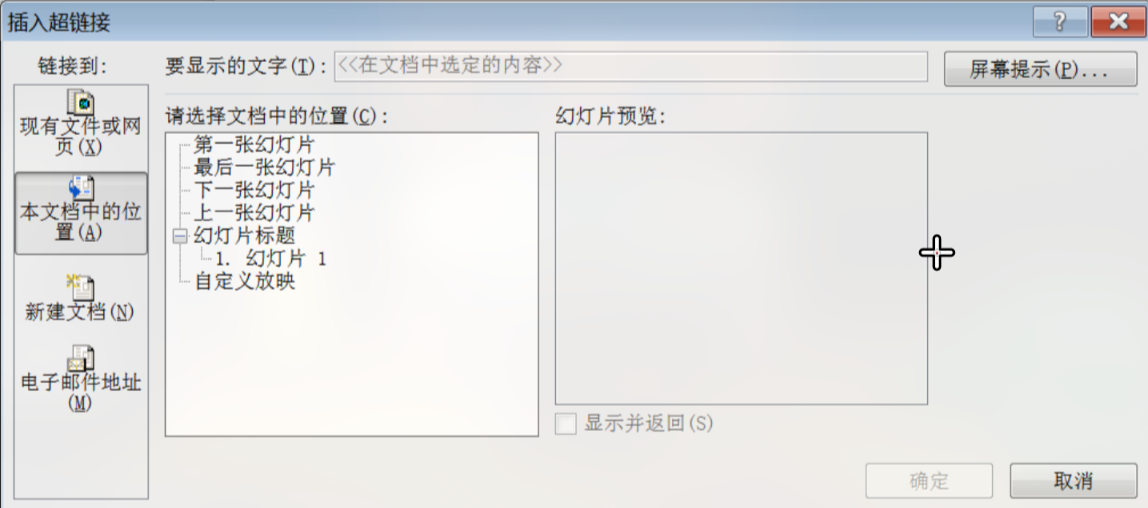 插入超链接
链接到:
要显示的文字(T): <<在文档中选定的内容>>
屏幕提示(P)...
现有文件或网
页(X)
本文档中的位
置(A)
新建文档(N)
电子邮件地址
(M)
请选择文档中的位置(C):
第一张幻灯片
最后一张幻灯片
下一张幻灯片
上一张幻灯片
幻灯片标题
1. 幻灯片 1
自定义放映
幻灯片预览:
显示并返回(S)
确定
取消